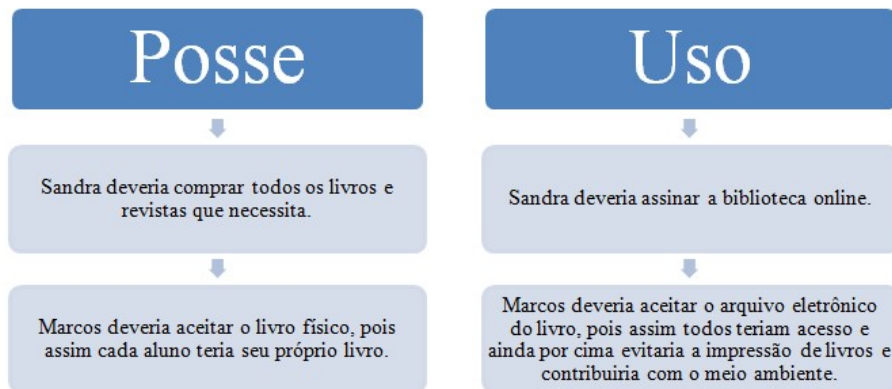 Posse
Sandra deveria comprar todos os livros e
revistas que necessita.
Marcos deveria aceitar o livro físico, pois
assim cada aluno teria seu próprio livro.
Uso
Sandra deveria assinar a biblioteca online.
Marcos deveria aceitar o arquivo eletrônico
do livro, pois assim todos teriam acesso e
ainda por cima evitaria a impressão de livros e
contribuiria com o meio ambiente.